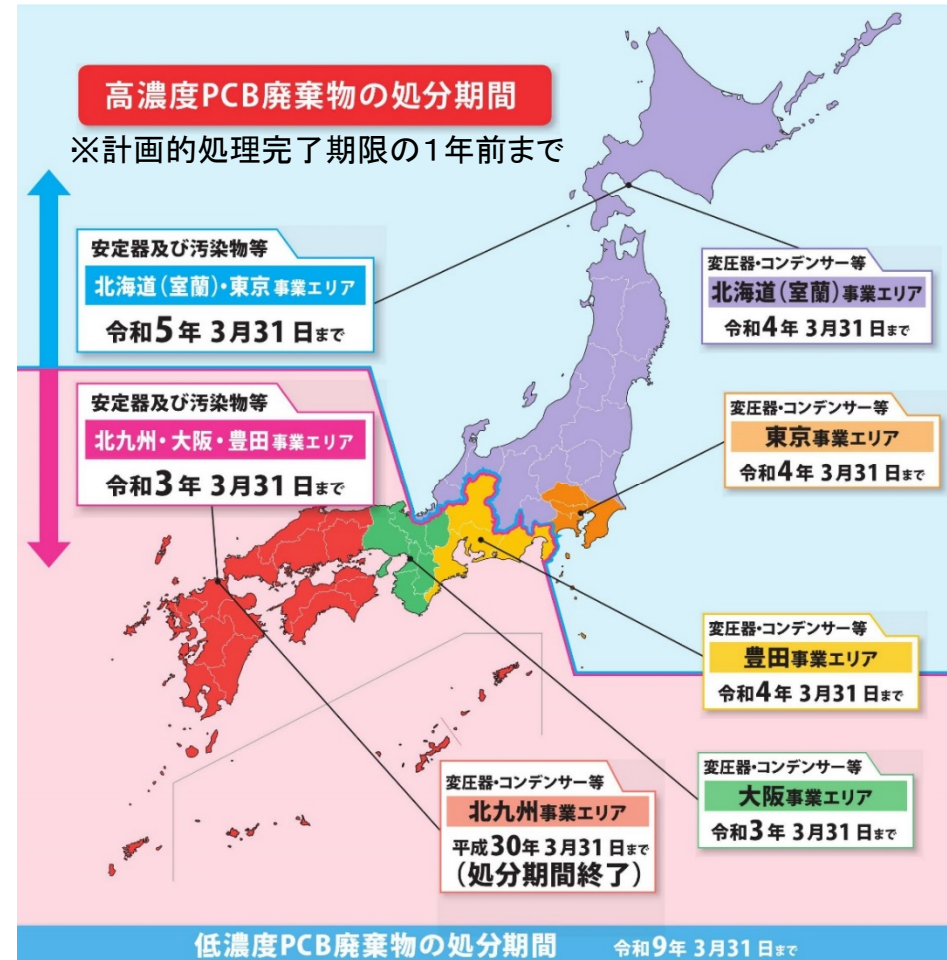 高濃度PCB廃棄物の処分期間
※計画的処理完了期限の1年前まで
安定器及び汚染物等
北海道(室蘭)・東京事業エリア
令和5年 3月31日まで
変圧器・コンデンサー等
北海道(室蘭)事業エリア
令和4年 3月31日まで
安定器及び汚染物等
北九州・大阪・豊田事業エリア
令和3年 3月31日まで
変圧器・コンデンサー等
東京事業エリア
令和4年 3月31日まで
変圧器・コンデンサー等
豊田事業エリア
令和4年 3月31日まで
変圧器・コンデンサー等
大阪事業エリア
令和3年 3月31日まで
変圧器・コンデンサー等
北九州事業エリア
平成30年 3月31日まで
(処分期間終了)
低濃度PCB廃棄物の処分期間 令和9年 3月31日まで